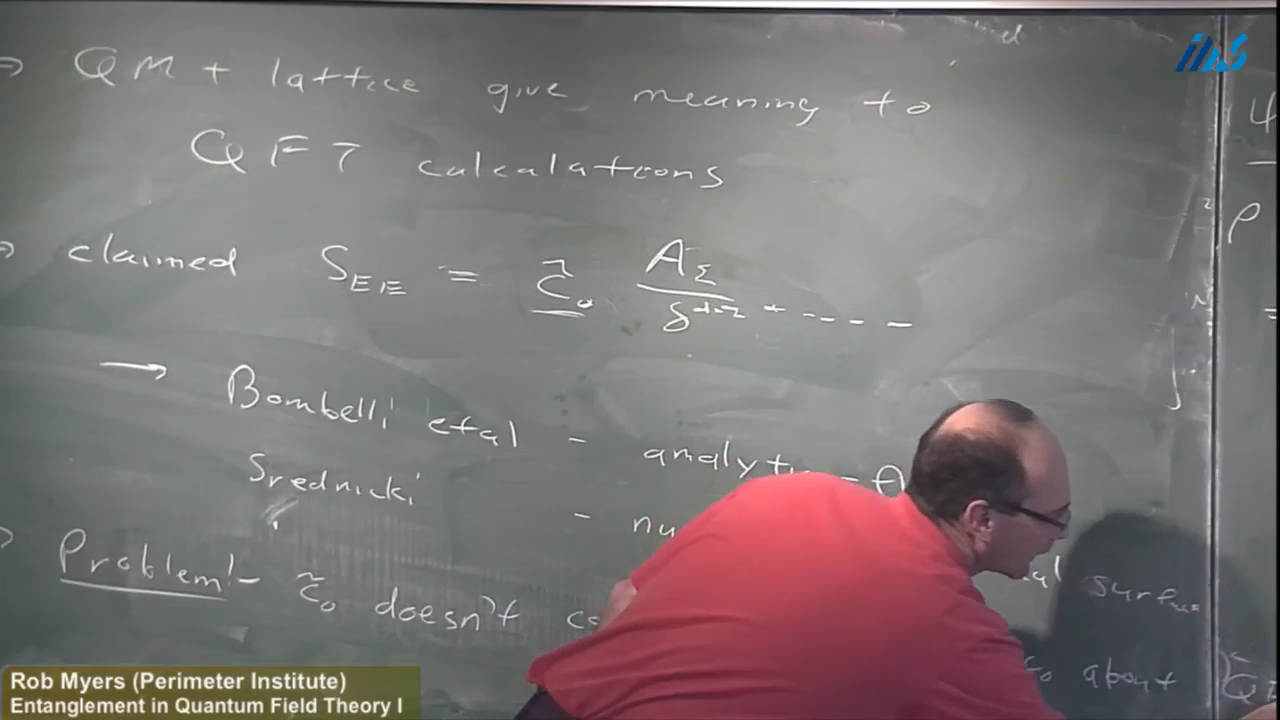 ⇒ QM + lattice give meaning to
QFT calculations
⇒ claimed S_EE = c̃₀ A_Σ / δ^{d-2} + ----
→ Bombelli et al - analytic
Srednicki -
Problem!- c̃₀ doesn't
surface
about
Rob Myers (Perimeter Institute)
Entanglement in Quantum Field Theory I